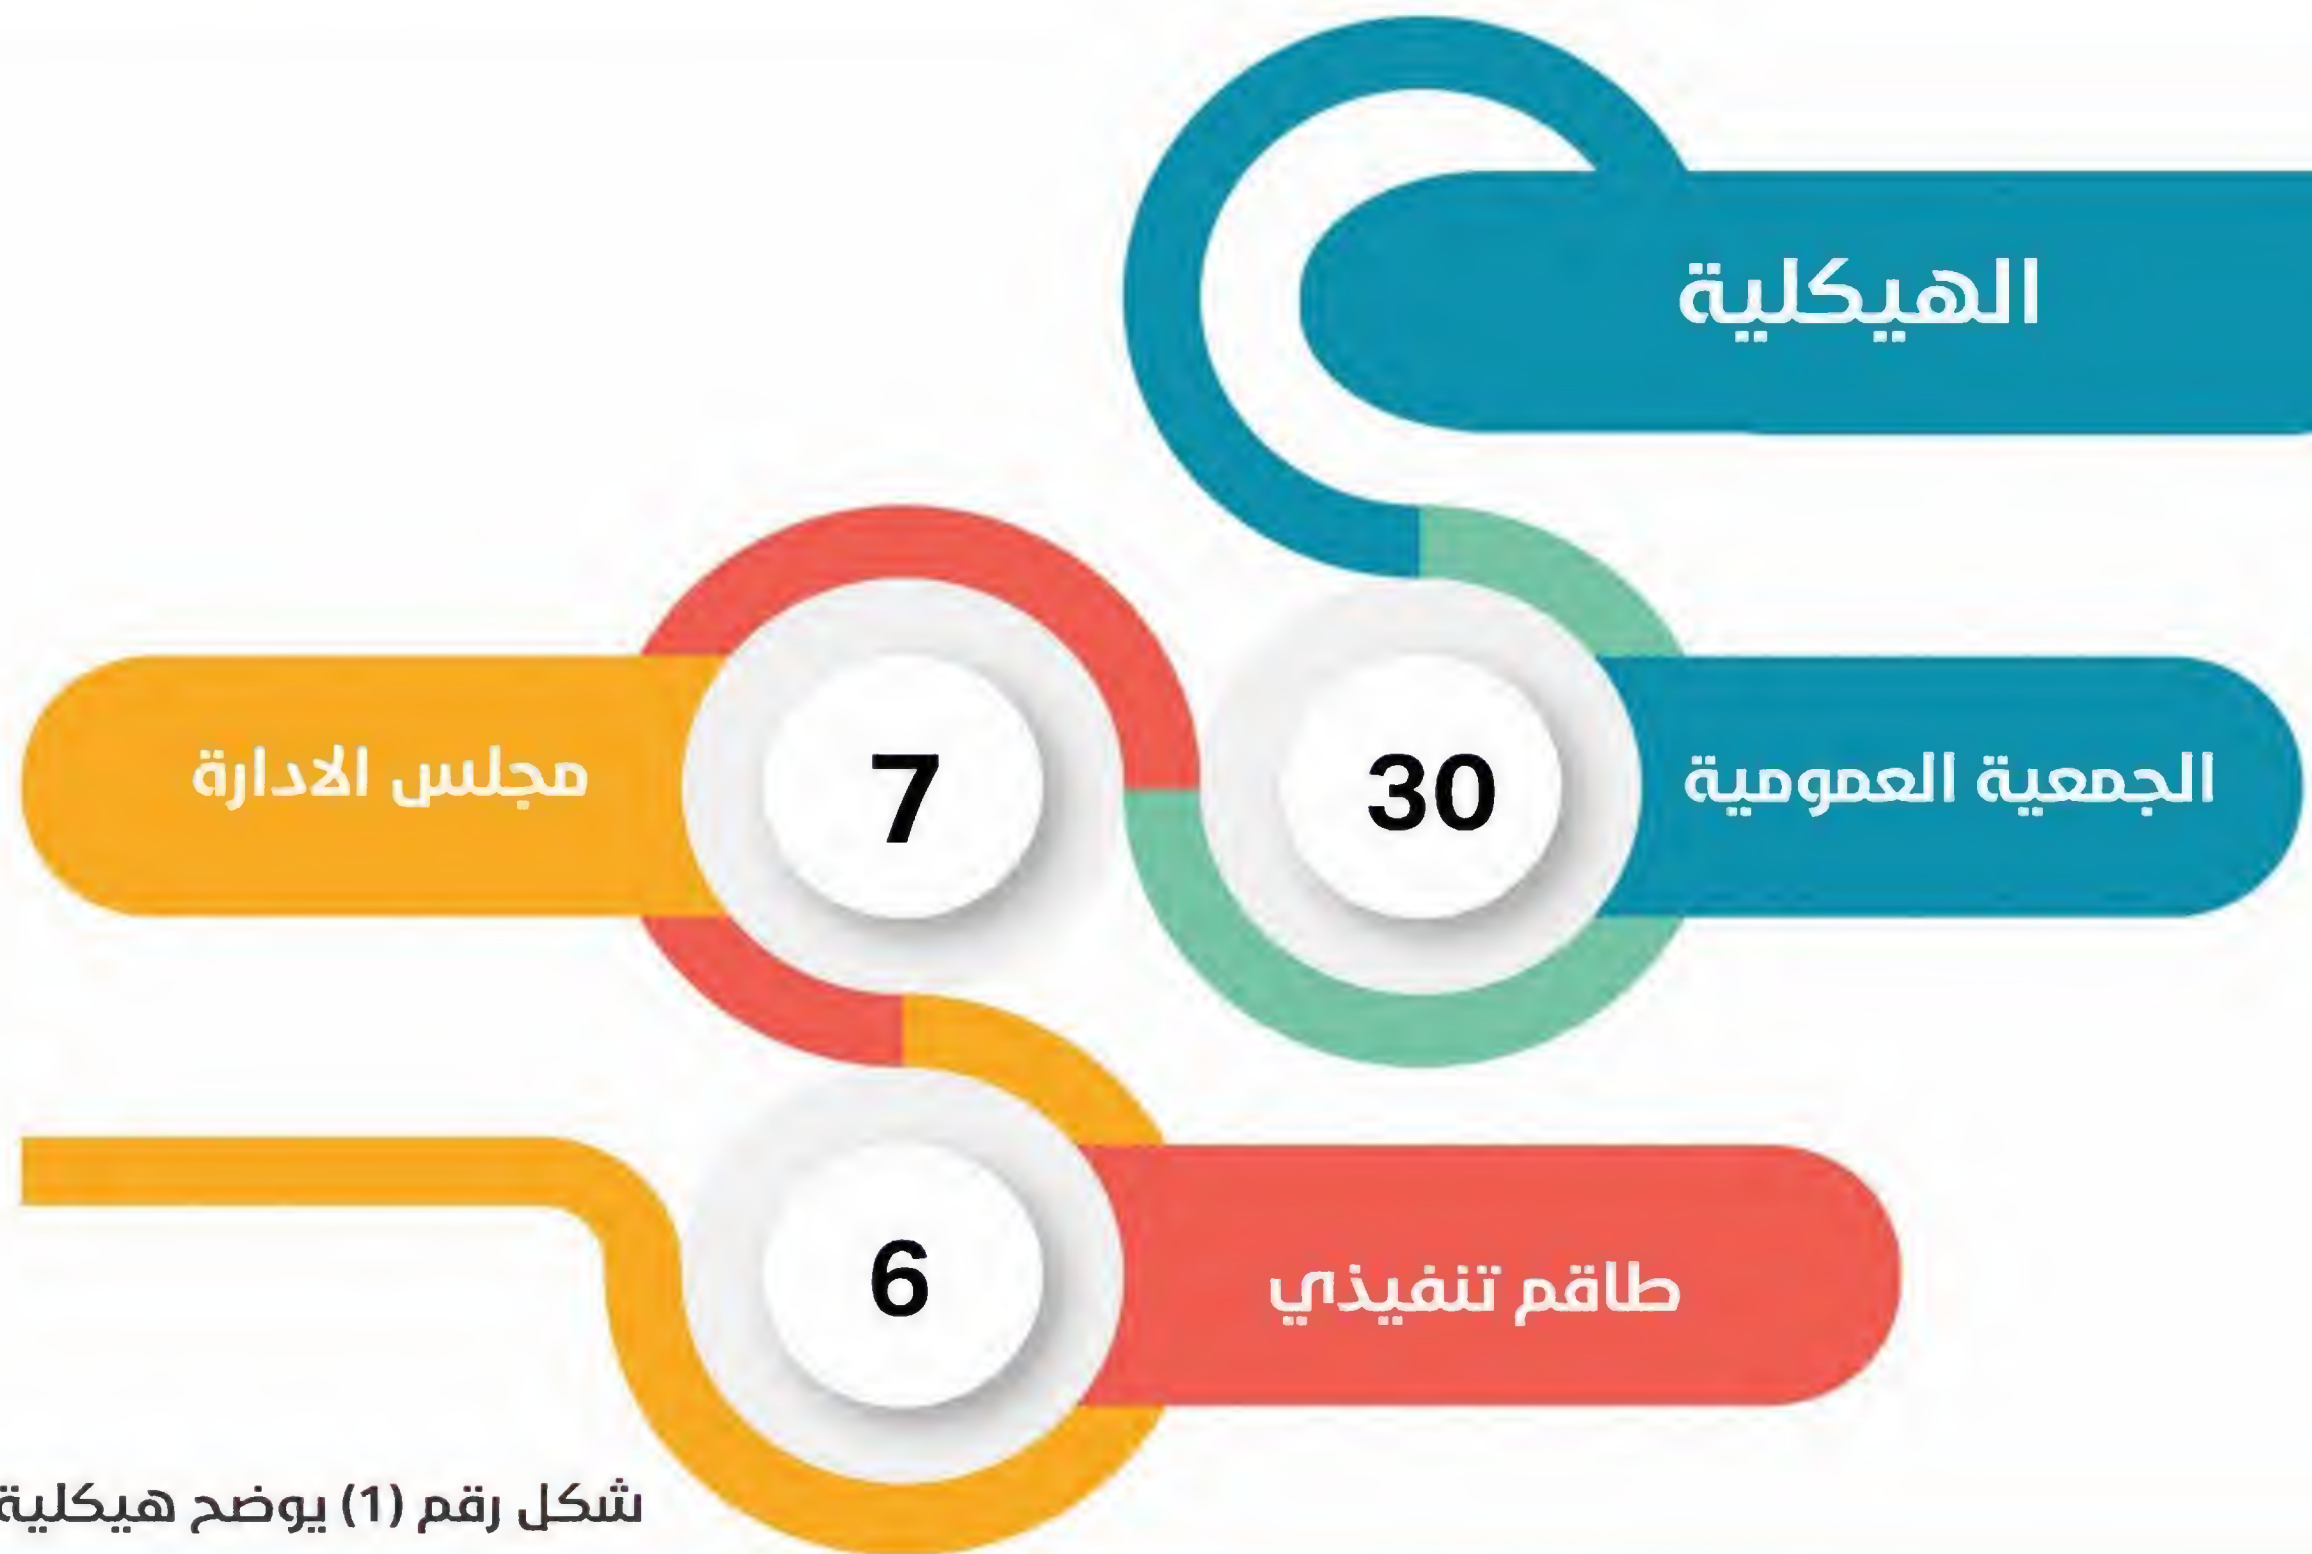 الهيكلية
الجمعية العمومية
30
7
مجلس الادارة
طاقم تنفيذي
6
شكل رقم (1) يوضح هيكلية